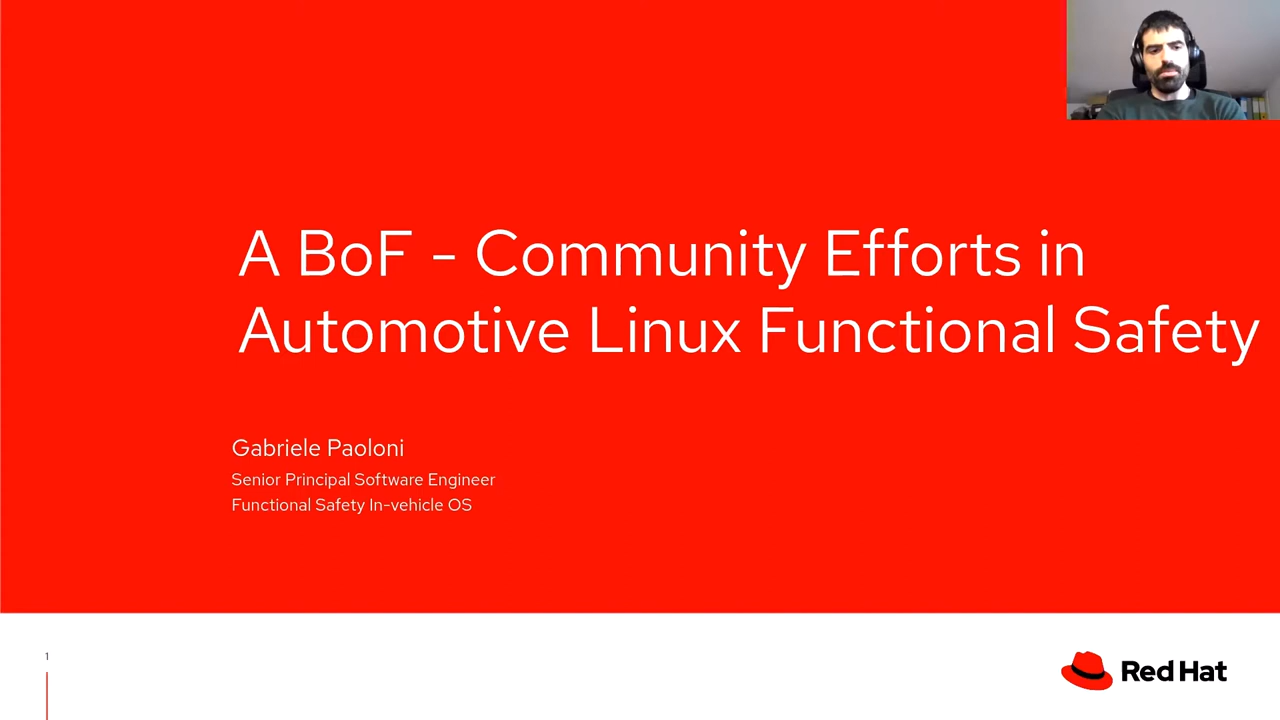 A BoF - Community Efforts in
Automotive Linux Functional Safety
Gabriele Paoloni
Senior Principal Software Engineer
Functional Safety In-vehicle OS
1
Red Hat